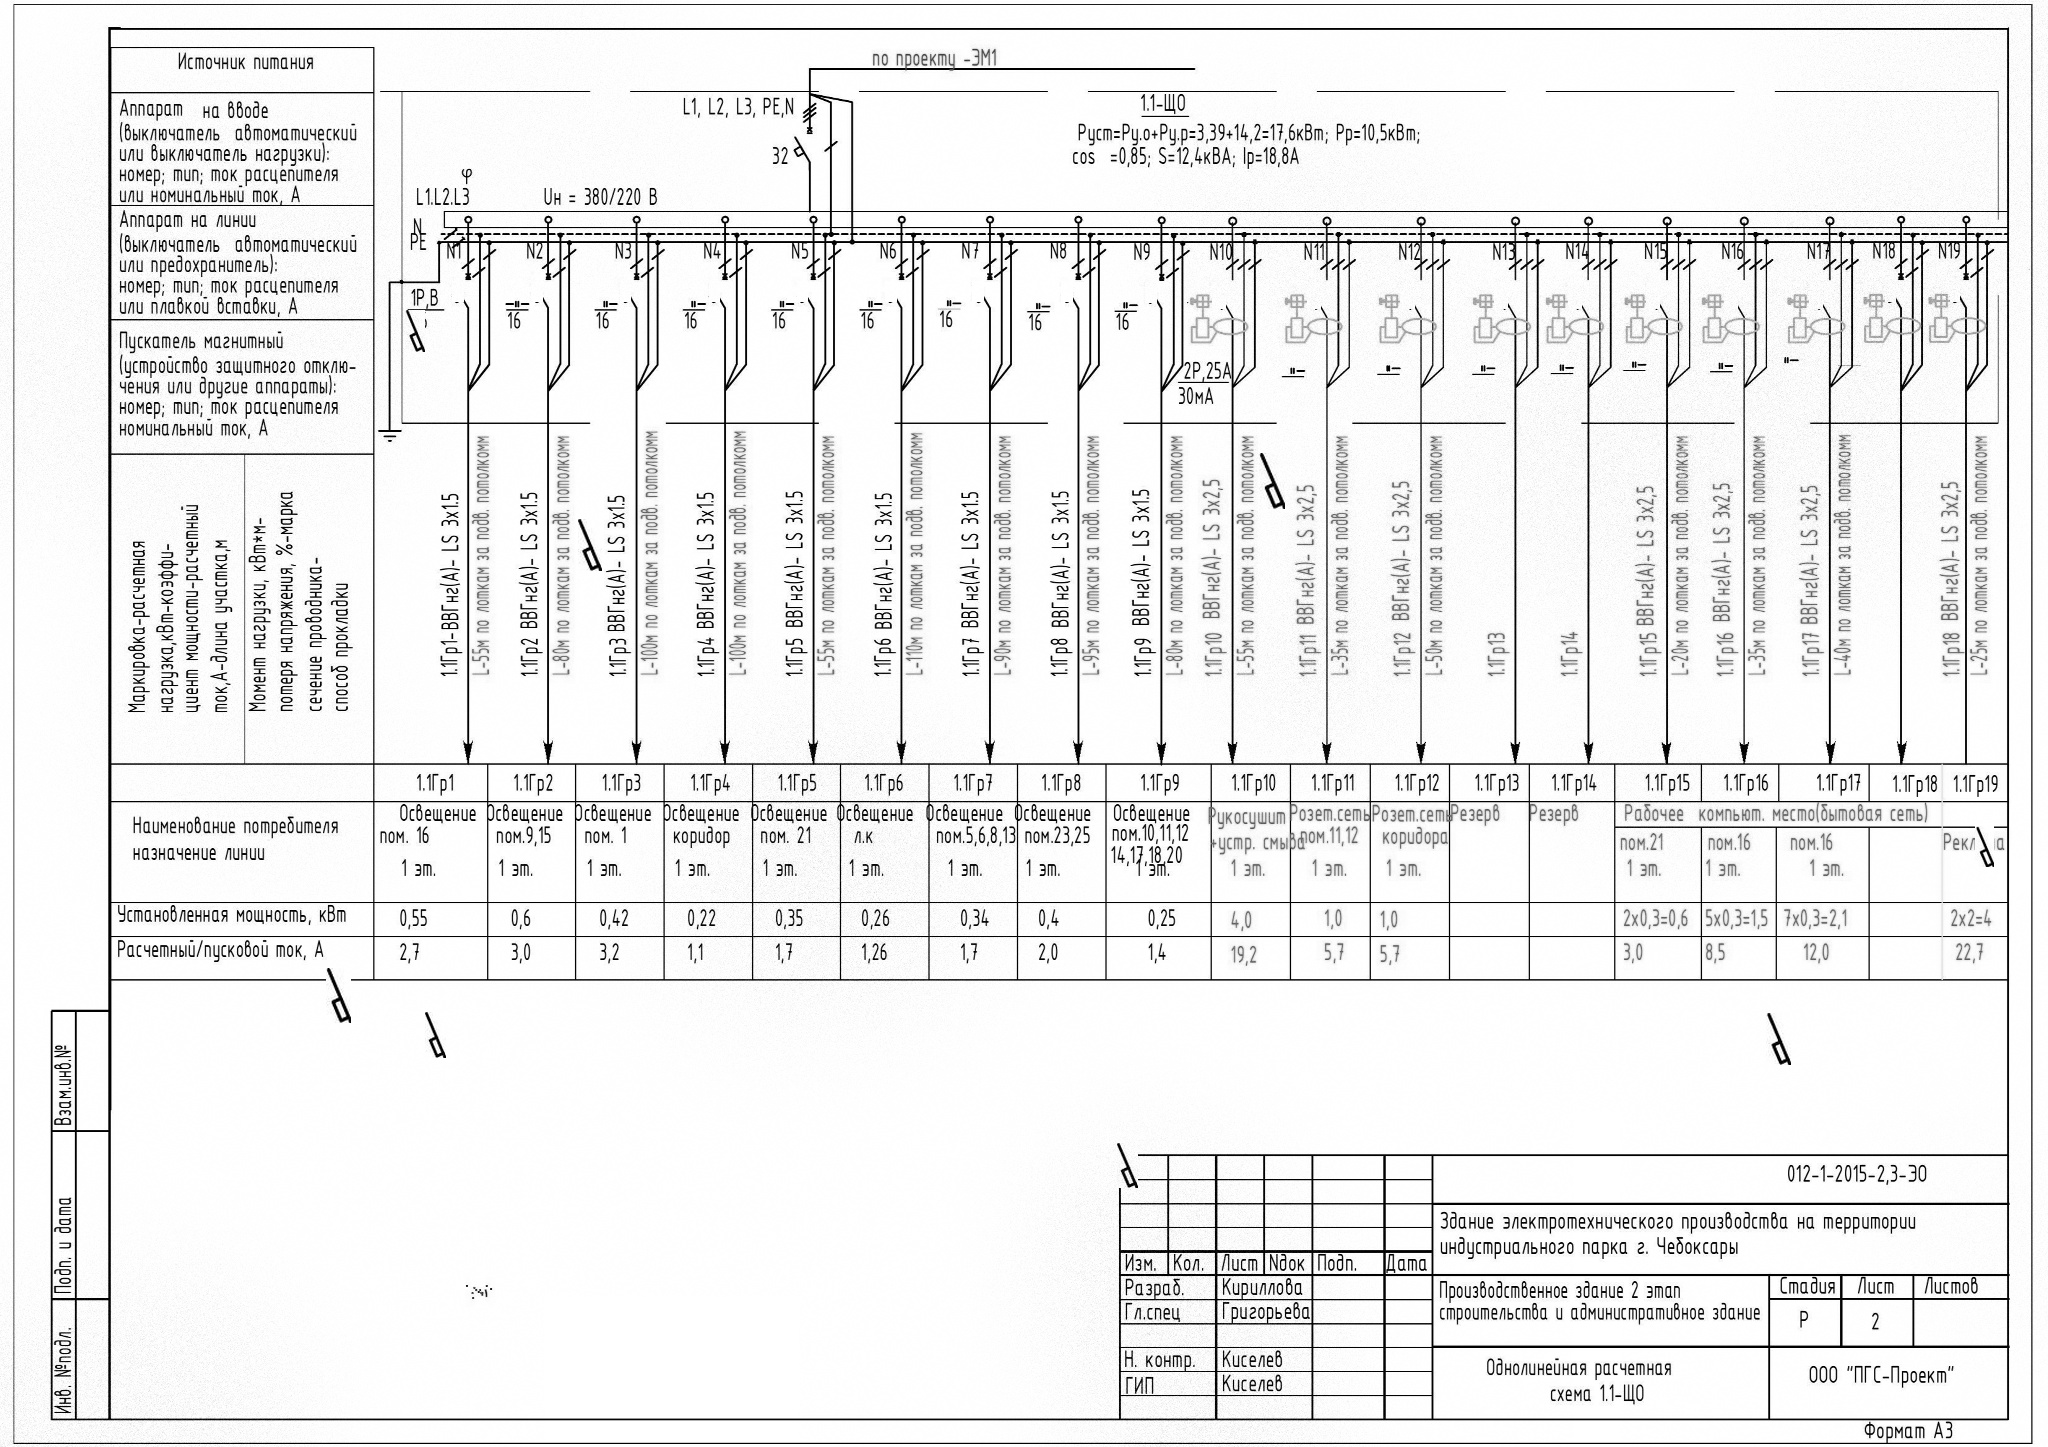 Источник питания
Аппарат на вводе
(выключатель автоматический
или выключатель нагрузки):
номер; тип; ток расцепителя
или номинальный ток, А
Аппарат на линии
(выключатель автоматический
или предохранитель):
номер; тип; ток расцепителя
или плавкой вставки, А
Пускатель магнитный
(устройство защитного отклю-
чения или другие аппараты):
номер; тип; ток расцепителя
номинальный ток, А
Маркировка-расчетная
нагрузка,кВт-коэффи-
циент мощности-расчетный
ток,А-длина участка,м
Момент нагрузки, кВт*м-
потеря напряжения, %-марка
сечение проводника-
способ прокладки
по проекту -ЭМ1
L1, L2, L3, PE,N
32
1.1-ЩО
Руст=Ру.о+Ру.р=3,39+14,2=17,6кВт; Рр=10,5кВт;
cos =0,85; S=12,4кВА; Iр=18,8А
φ
L1.L2.L3
Uн = 380/220 В
N
PE
N1 N2 N3 N4 N5 N6 N7 N8 N9 N10 N11 N12 N13 N14 N15 N16 N17 N18 N19
1P,B
-"- -"- -"- -"- -"- -"- -"- -"-
16 16 16 16 16 16 16 16
2P,25A
30мА
1.1Гр1-ВВГнг(А)- LS 3x1.5
L-55м по лоткам за подв. потолкомм
1.1Гр2 ВВГнг(А)- LS 3x1.5
L-80м по лоткам за подв. потолкомм
1.1Гр3 ВВГнг(А)- LS 3x1.5
L-100м по лоткам за подв. потолкомм
1.1Гр4 ВВГнг(А)- LS 3x1.5
L-100м по лоткам за подв. потолкомм
1.1Гр5 ВВГнг(А)- LS 3x1.5
L-55м по лоткам за подв. потолкомм
1.1Гр6 ВВГнг(А)- LS 3x1.5
L-110м по лоткам за подв. потолкомм
1.1Гр7 ВВГнг(А)- LS 3x1.5
L-90м по лоткам за подв. потолкомм
1.1Гр8 ВВГнг(А)- LS 3x1.5
L-95м по лоткам за подв. потолкомм
1.1Гр9 ВВГнг(А)- LS 3x1.5
L-80м по лоткам за подв. потолкомм
1.1Гр10 ВВГнг(А)- LS 3x2,5
L-55м по лоткам за подв. потолкомм
1.1Гр11 ВВГнг(А)- LS 3x2,5
L-35м по лоткам за подв. потолкомм
1.1Гр12 ВВГнг(А)- LS 3x2,5
L-50м по лоткам за подв. потолкомм
1.1Гр13
1.1Гр14
1.1Гр15 ВВГнг(А)- LS 3x2,5
L-20м по лоткам за подв. потолкомм
1.1Гр16 ВВГнг(А)- LS 3x2,5
L-35м по лоткам за подв. потолкомм
1.1Гр17 ВВГнг(А)- LS 3x2,5
L-40м по лоткам за подв. потолкомм
1.1Гр18 ВВГнг(А)- LS 3x2,5
L-25м по лоткам за подв. потолкомм
1.1Гр1 1.1Гр2 1.1Гр3 1.1Гр4 1.1Гр5 1.1Гр6 1.1Гр7 1.1Гр8 1.1Гр9 1.1Гр10 1.1Гр11 1.1Гр12 1.1Гр13 1.1Гр14 1.1Гр15 1.1Гр16 1.1Гр17 1.1Гр18 1.1Гр19
Наименование потребителя
назначение линии
Освещение Освещение Освещение Освещение Освещение Освещение Освещение Освещение Освещение Рукосушит Розет.сеть Розет.сеть Резерв Резерв Рабочее компьют. место(бытовая сеть)
пом. 16 пом.9,15 пом. 1 коридор пом. 21 л.к пом.5,6,8,13 пом.23,25 пом.10,11,12 +устр. смыва пом.11,12 коридора пом.21 пом.16 пом.16
14,17,18,20
1 эт. 1 эт. 1 эт. 1 эт. 1 эт. 1 эт. 1 эт. 1 эт. 1 эт. 1 эт. 1 эт. 1 эт. 1 эт. 1 эт. 1 эт.
Установленная мощность, кВт 0,55 0,6 0,42 0,22 0,35 0,26 0,34 0,4 0,25 4,0 1,0 1,0 2x0,3=0,6 5x0,3=1,5 7x0,3=2,1 2x2=4
Расчетный/пусковой ток, А 2,7 3,0 3,2 1,1 1,7 1,26 1,7 2,0 1,4 19,2 5,7 5,7 3,0 8,5 12,0 22,7
Взам.инв.№
Подп. и дата
Инв. №подл.
012-1-2015-2,3-ЭО
Здание электротехнического производства на территории
индустриального парка г. Чебоксары
Изм. Кол. Лист Nдок Подп. Дата
Разраб. Кириллова
Гл.спец Григорьева
Н. контр. Киселев
ГИП Киселев
Производственное здание 2 этап
строительства и административное здание
Стадия Лист Листов
Р 2
Однолинейная расчетная
схема 1.1-ЩО
ООО "ПГС-Проект"
Формат А3